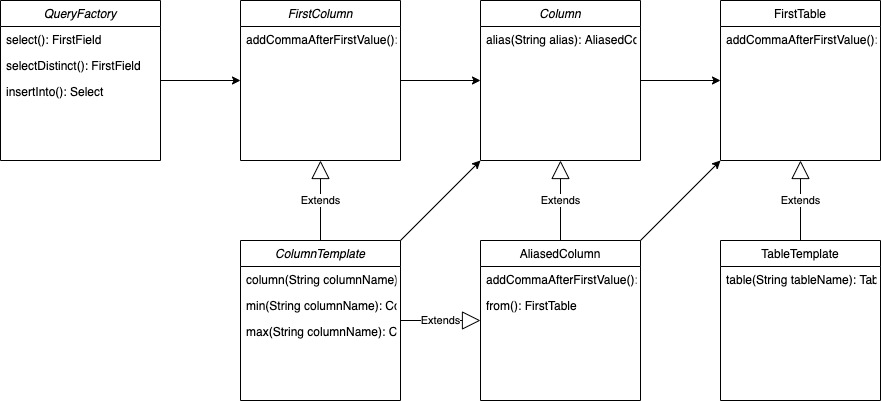 QueryFactory
select(): FirstField
selectDistinct(): FirstField
insertInto(): Select
FirstColumn
addCommaAfterFirstValue():
Column
alias(String alias): AliasedCo
FirstTable
addCommaAfterFirstValue():
Extends
Extends
Extends
ColumnTemplate
column(String columnName)
min(String columnName): Co
max(String columnName): C
Extends
AliasedColumn
addCommaAfterFirstValue():
from(): FirstTable
TableTemplate
table(String tableName): Tab